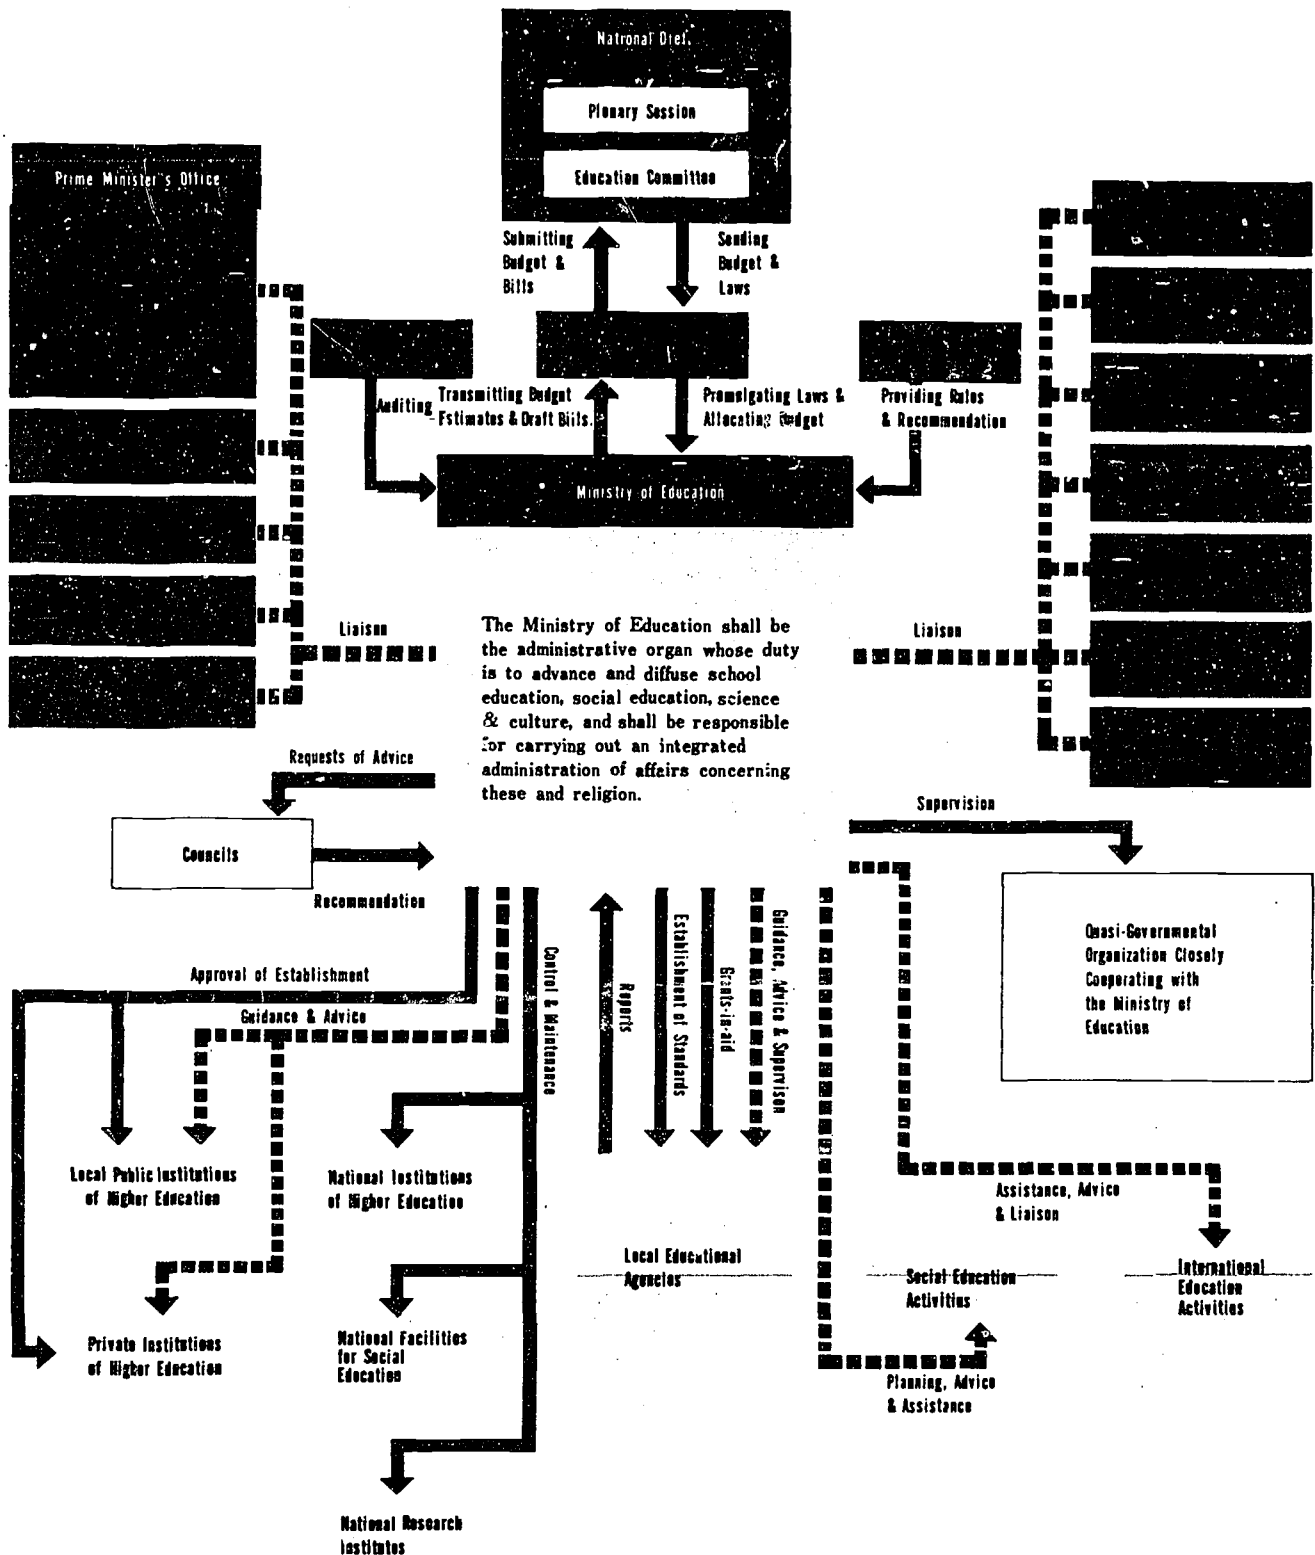 National Diet
Plenary Session
Education Committee
Prime Minister's Office
Submitting
Budget &
Bills
Sending
Budget &
Laws
Auditing
Transmitting Budget
Estimates & Draft Bills.
Promulgating Laws &
Allocating Budget
Providing Rules
& Recommendation
Ministry of Education
Liaison
Liaison
The Ministry of Education shall be
the administrative organ whose duty
is to advance and diffuse school
education, social education, science
& culture, and shall be responsible
for carrying out an integrated
administration of affairs concerning
these and religion.
Requests of Advice
Councils
Recommendation
Supervision
Quasi-Governmental
Organization Closely
Cooperating with
the Ministry of
Education
Approval of Establishment
Guidance & Advice
Control & Maintenance
Reports
Establishment of Standards
Grants-in-aid
Guidance, Advice & Supervison
Local Public Institutions
of Higher Education
National Institutions
of Higher Education
Assistance, Advice
& Liaison
Local Educational
Agencies
Social Education
Activities
International
Education
Activities
Private Institutions
of Higher Education
National Facilities
for Social
Education
Planning, Advice
& Assistance
National Research
Institutes